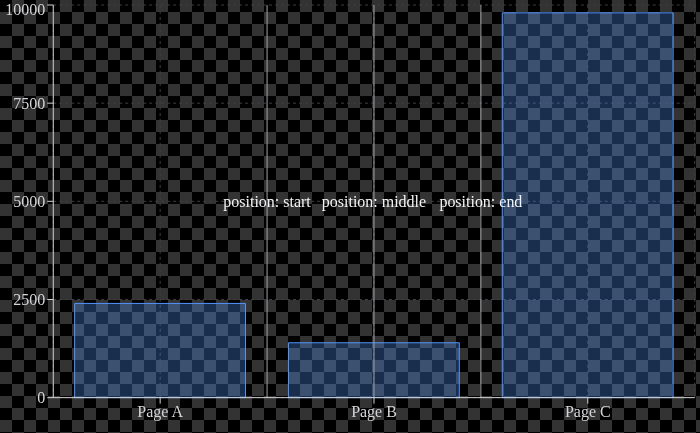 10000
7500
5000
position: start position: middle position: end
2500
0
Page A Page B Page C